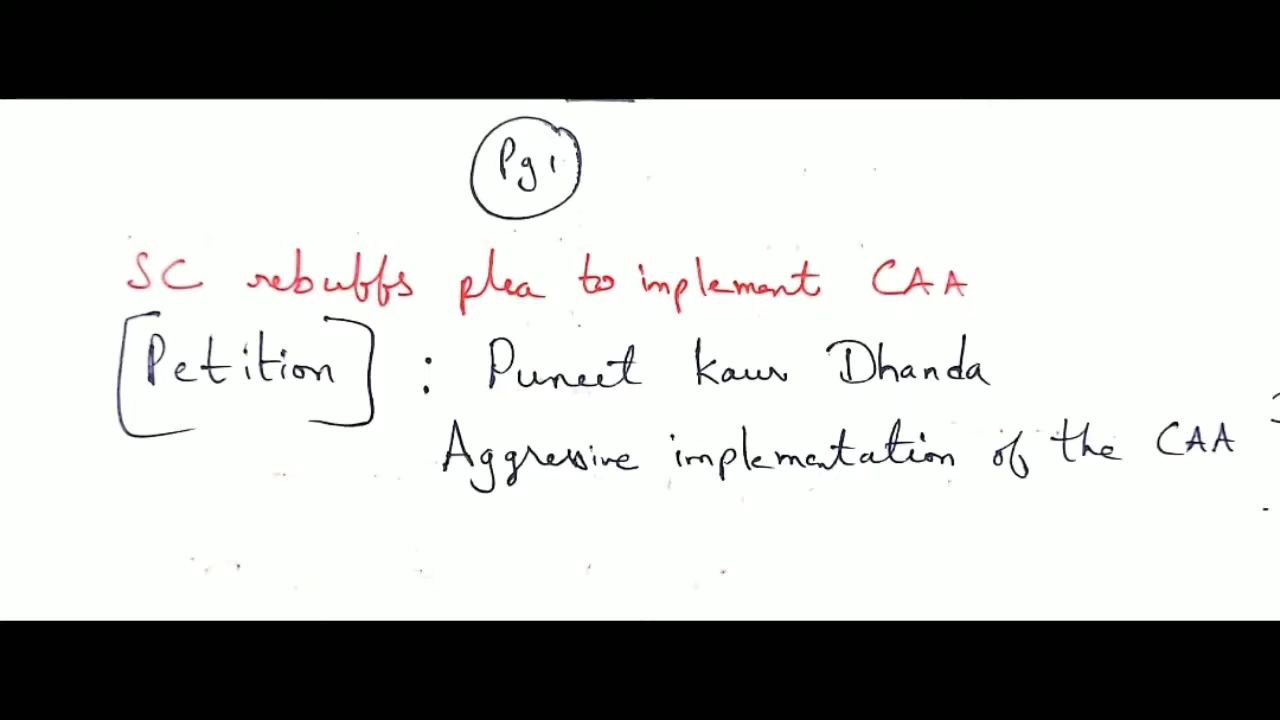 Pg 1
SC rebuffs plea to implement CAA
[Petition] : Puneet Kaur Dhanda
Aggressive implementation of the CAA